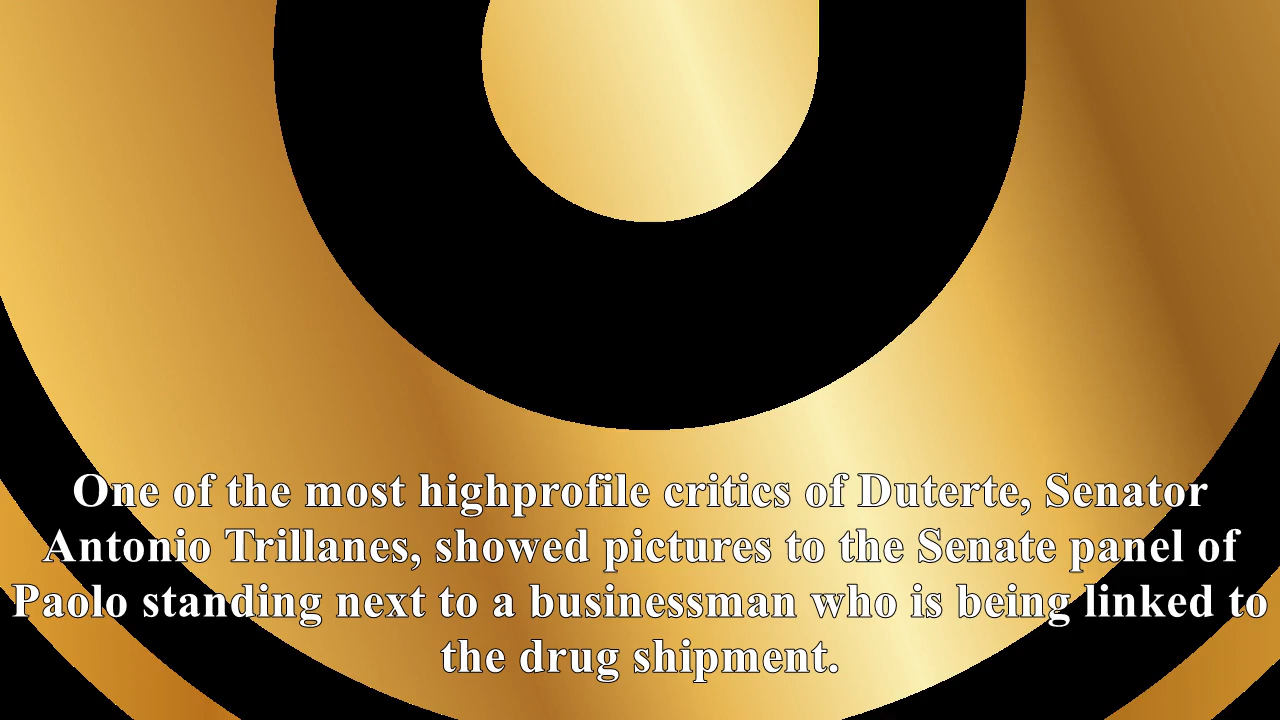 One of the most highprofile critics of Duterte, Senator
Antonio Trillanes, showed pictures to the Senate panel of
Paolo standing next to a businessman who is being linked to
the drug shipment.